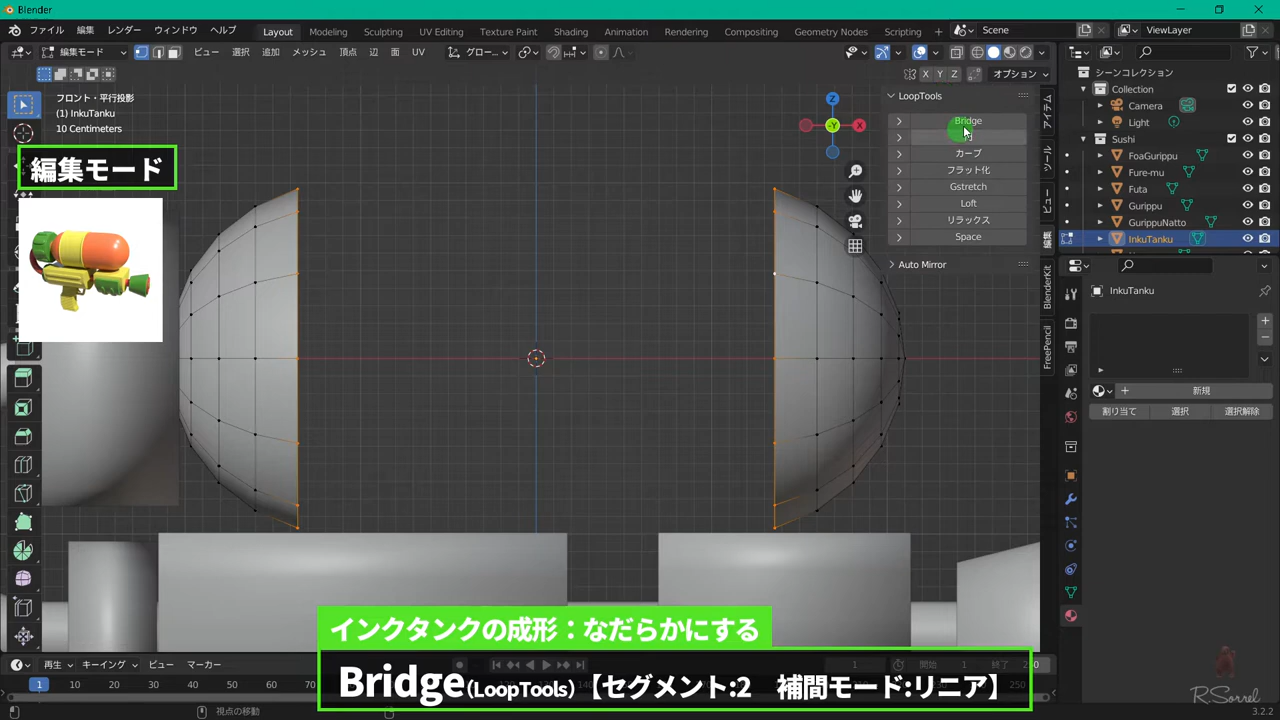 Blender
ファイル 編集 レンダー ウィンドウ ヘルプ Layout Modeling Sculpting UV Editing Texture Paint Shading Animation Rendering Compositing Geometry Nodes Scripting Scene ViewLayer
編集モード ビュー 選択 追加 メッシュ 頂点 辺 面 UV グロー...
X Y Z オプション
フロント・平行投影
(1) InkuTanku
10 Centimeters
編集モード
Z
X
-Y
LoopTools
Bridge
カーブ
フラット化
Gstretch
Loft
リラックス
Space
Auto Mirror
アイテム
ツール
ビュー
編集
BlenderKit
FreePencil
シーンコレクション
Collection
Camera
Light
Sushi
FoaGurippu
Fure-mu
Futa
Gurippu
GurippuNatto
InkuTanku
InkuTanku
新規
割り当て 選択 選択解除
インクタンクの成形：なだらかにする
Bridge(LoopTools)【セグメント:2 補間モード:リニア】
再生 キーイング ビュー マーカー 1 開始 1 終了 250
1
視点の移動
R.Sorrel
3.2.2